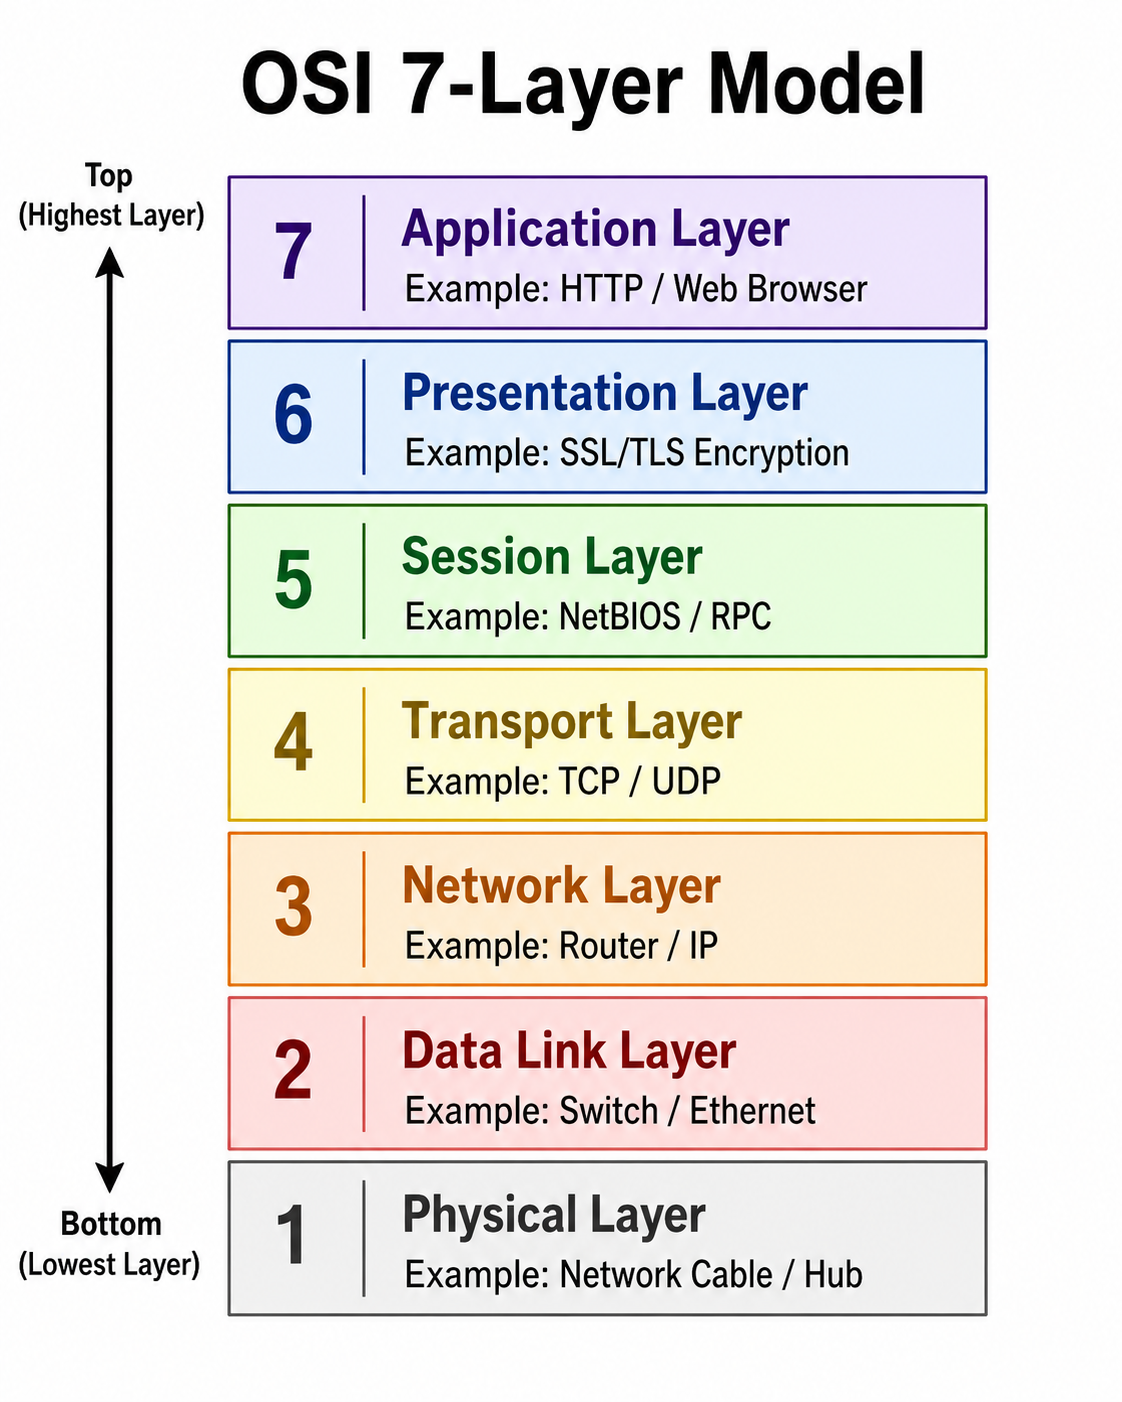 OSI 7-Layer Model
Top
(Highest Layer)
7
Application Layer
Example: HTTP / Web Browser
6
Presentation Layer
Example: SSL/TLS Encryption
5
Session Layer
Example: NetBIOS / RPC
4
Transport Layer
Example: TCP / UDP
3
Network Layer
Example: Router / IP
2
Data Link Layer
Example: Switch / Ethernet
1
Physical Layer
Example: Network Cable / Hub
Bottom
(Lowest Layer)